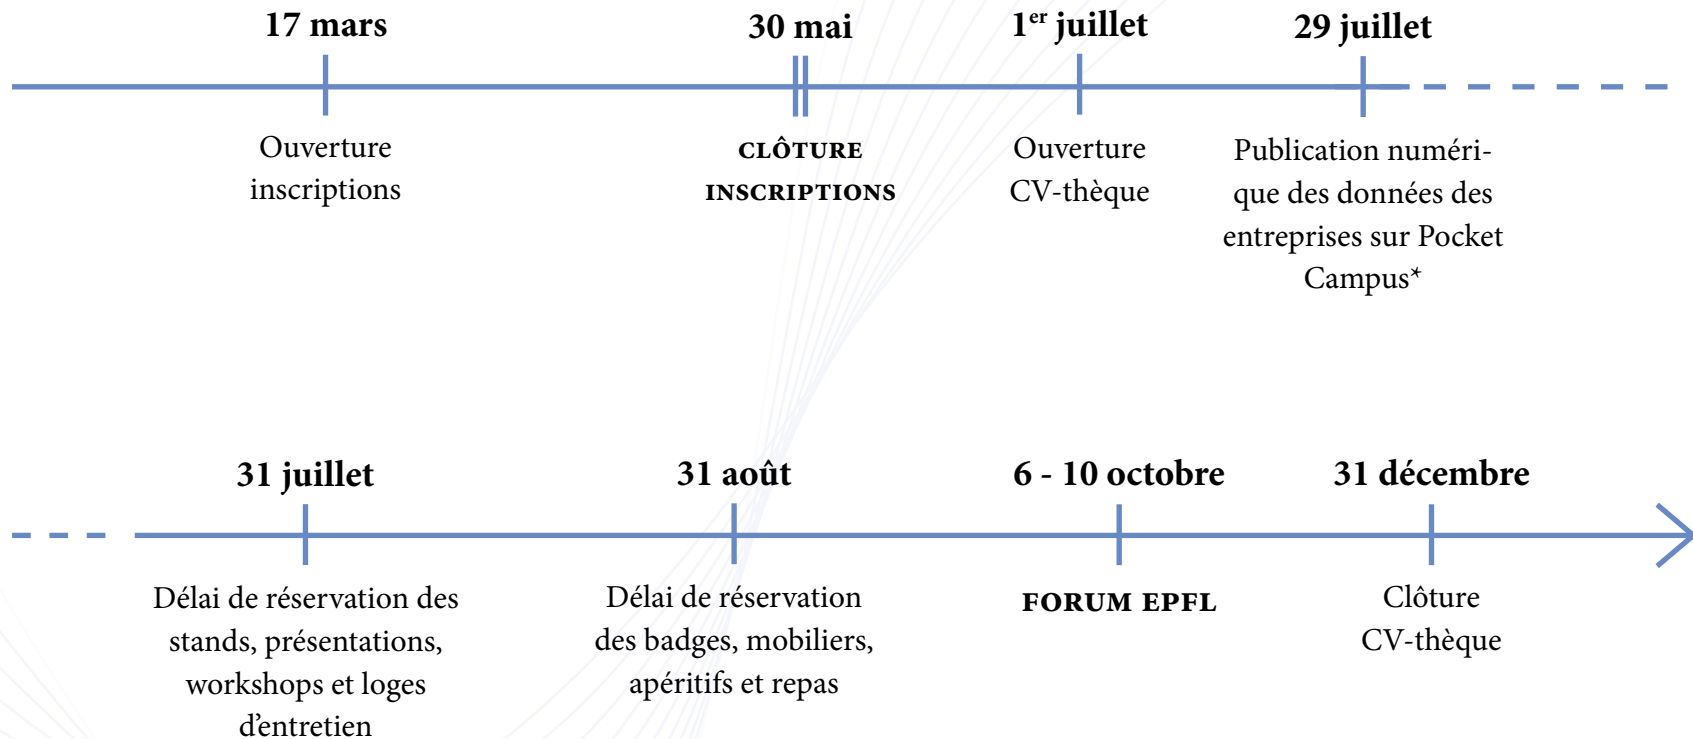 17 mars
30 mai
1er juillet
29 juillet
Ouverture
inscriptions
CLÔTURE
INSCRIPTIONS
Ouverture
CV-thèque
Publication numéri-
que des données des
entreprises sur Pocket
Campus*
31 juillet
31 août
6 - 10 octobre
31 décembre
Délai de réservation des
stands, présentations,
workshops et loges
d'entretien
Délai de réservation
des badges, mobiliers,
apéritifs et repas
FORUM EPFL
Clôture
CV-thèque